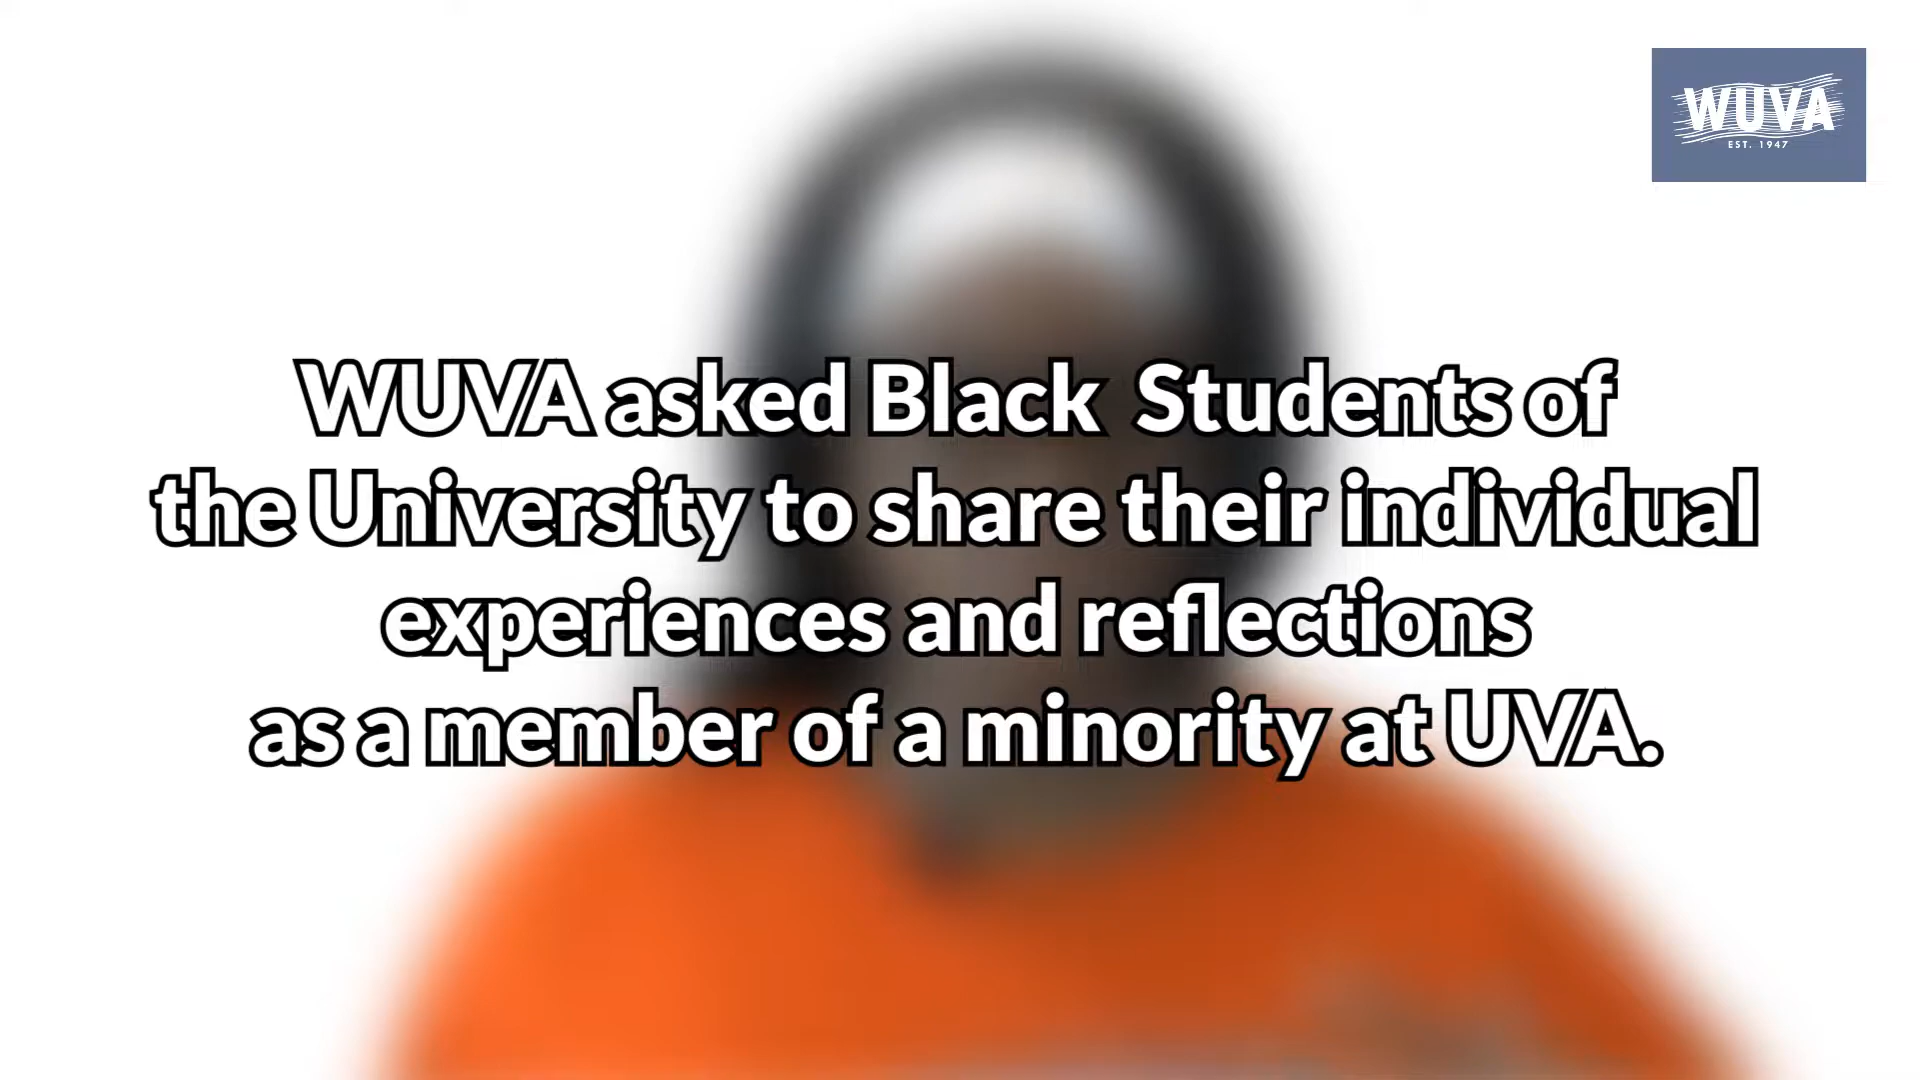 WUVA
EST. 1947
WUVA asked Black Students of
the University to share their individual
experiences and reflections
as a member of a minority at UVA.